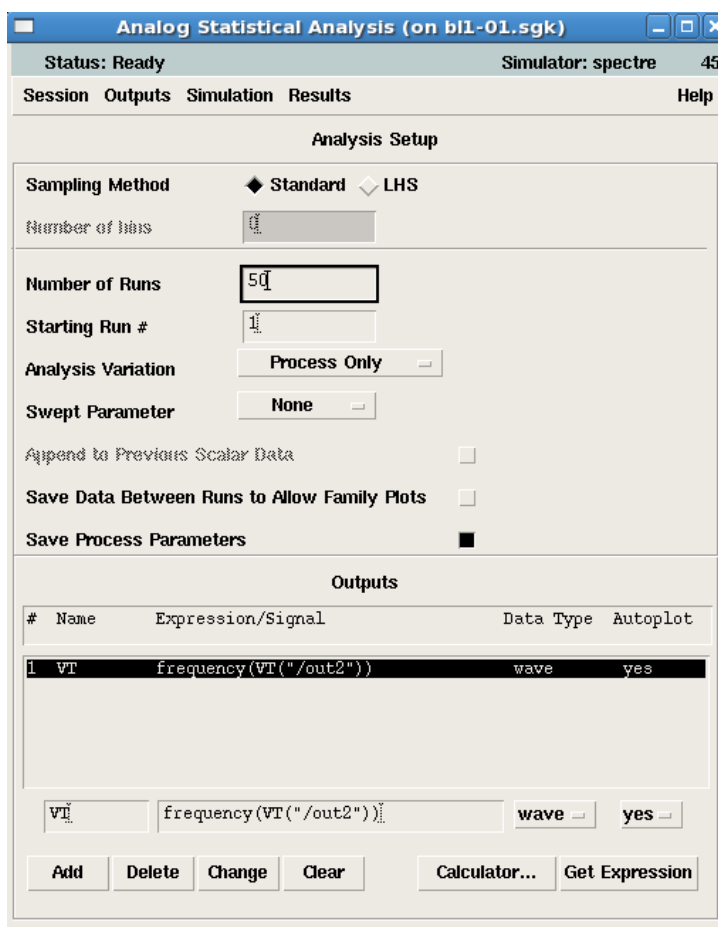 Analog Statistical Analysis (on bl1-01.sgk)
Status: Ready Simulator: spectre 45
Session Outputs Simulation Results Help
Analysis Setup
Sampling Method Standard LHS
Number of bins 0
Number of Runs 50
Starting Run # 1
Analysis Variation Process Only
Swept Parameter None
Append to Previous Scalar Data
Save Data Between Runs to Allow Family Plots
Save Process Parameters
Outputs
# Name Expression/Signal Data Type Autoplot
1 VT frequency(VT("/out2")) wave yes
VT frequency(VT("/out2")) wave yes
Add Delete Change Clear Calculator... Get Expression